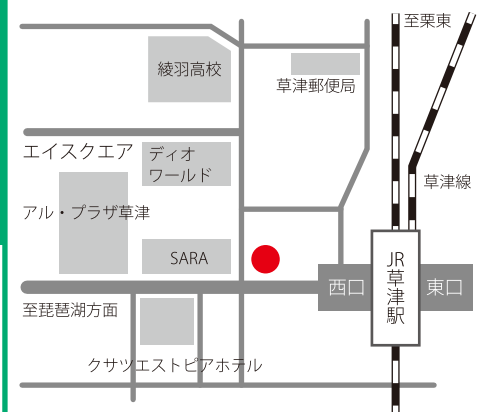 至栗東
綾羽高校
草津郵便局
エイスクエア
ディオ
ワールド
草津線
アル・プラザ草津
SARA
JR
草津駅
西口
東口
至琵琶湖方面
クサツエストピアホテル